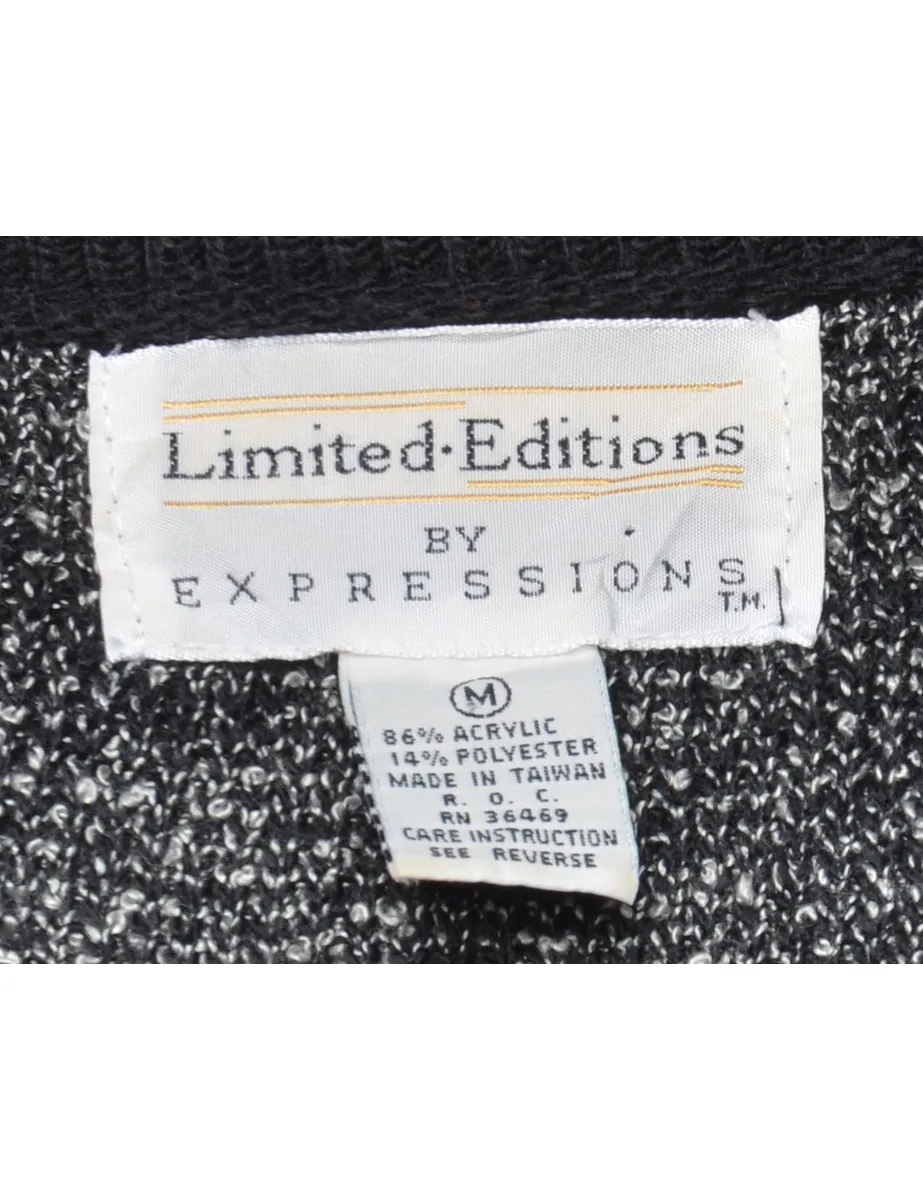 Limited·Editions
BY
EXPRESSIONS
T.M.
M
86% ACRYLIC
14% POLYESTER
MADE IN TAIWAN
R. O. C.
RN 36469
CARE INSTRUCTION
SEE REVERSE